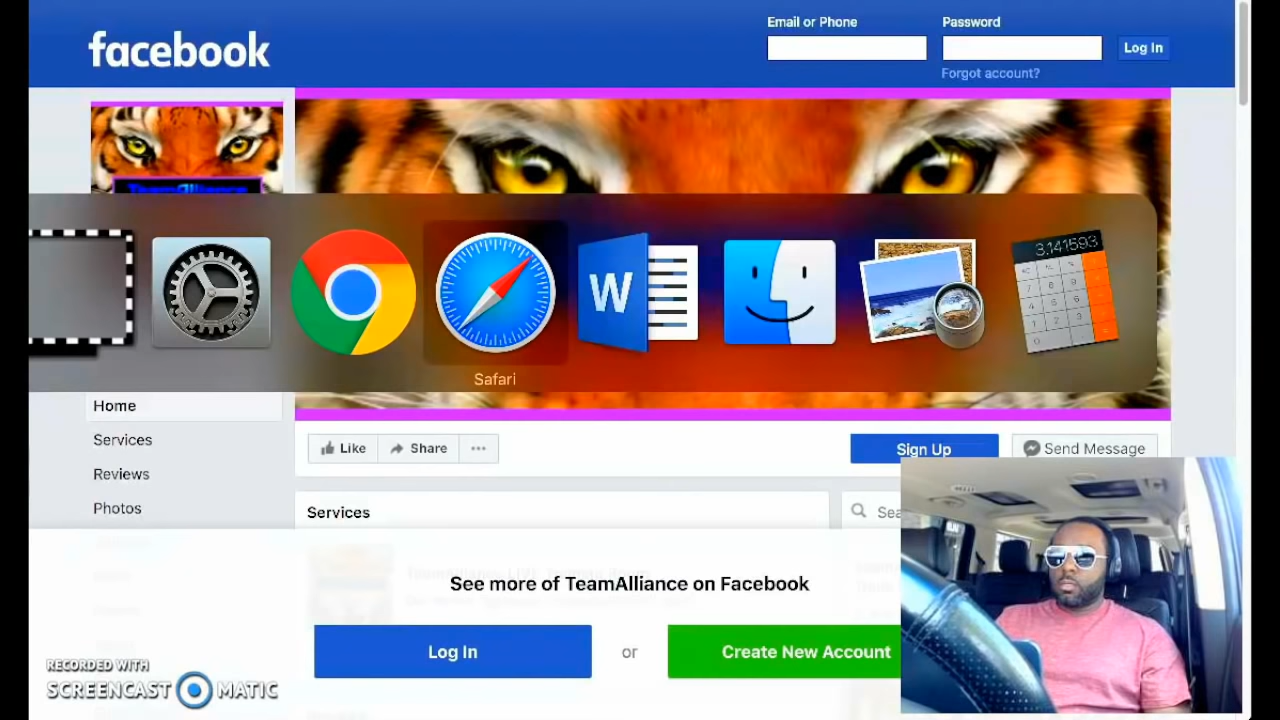 facebook
Email or Phone
Password
Log In
Forgot account?
TeamAlliance
3.141593
W
Safari
Home
Services
Reviews
Photos
Like
Share
Sign Up
Send Message
Services
Sea
See more of TeamAlliance on Facebook
Log In
or
Create New Account
RECORDED WITH
SCREENCAST MATIC